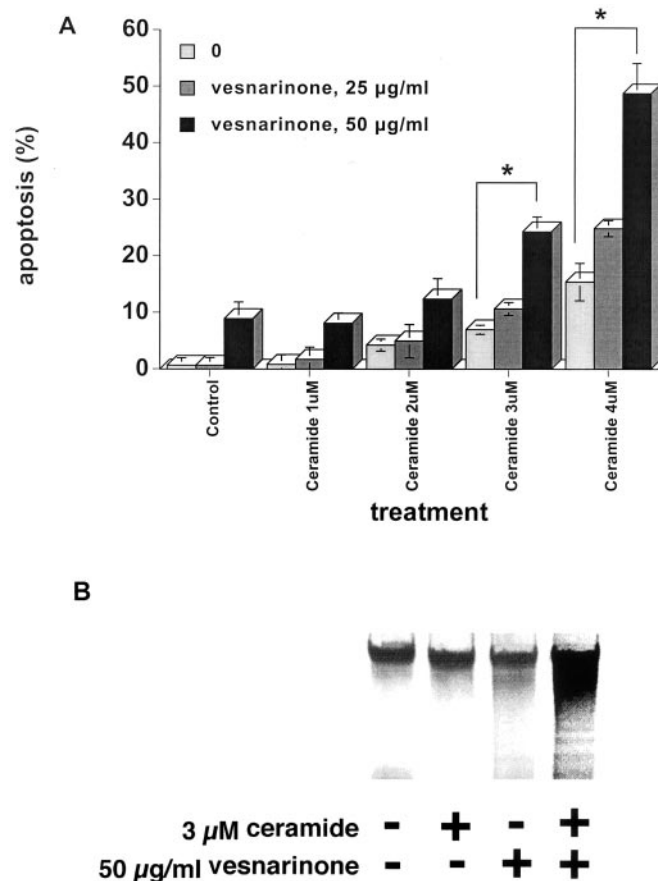 A
apoptosis (%)
60
50
40
30
20
10
0
0
vesnarinone, 25 µg/ml
vesnarinone, 50 µg/ml
*
*
Control
Ceramide 1uM
Ceramide 2uM
Ceramide 3uM
Ceramide 4uM
treatment
B
3 µM ceramide - + - +
50 µg/ml vesnarinone - - + +